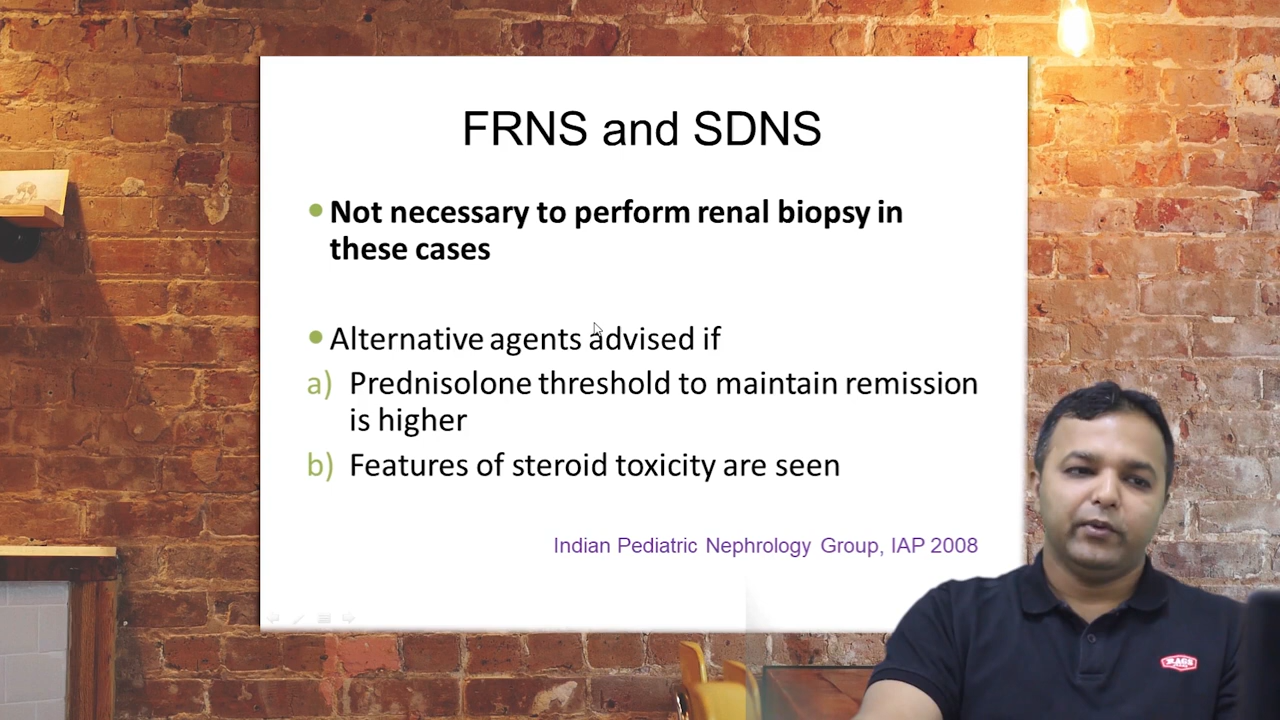 FRNS and SDNS
Not necessary to perform renal biopsy in
these cases
Alternative agents advised if
a) Prednisolone threshold to maintain remission
is higher
b) Features of steroid toxicity are seen
Indian Pediatric Nephrology Group, IAP 2008